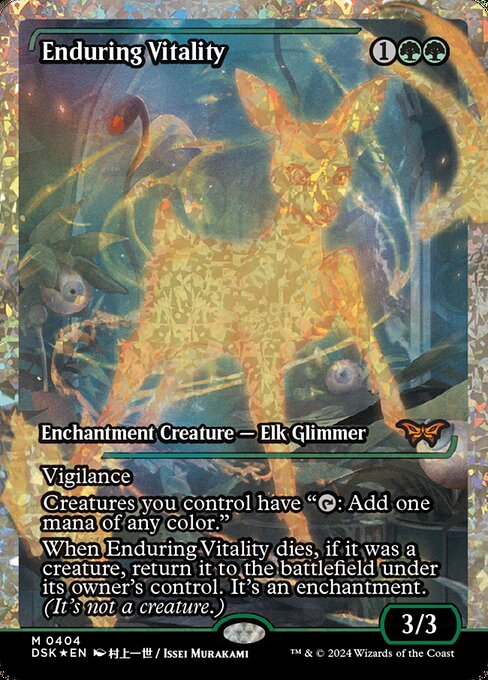 Enduring Vitality 1
Enchantment Creature — Elk Glimmer
Vigilance
Creatures you control have “: Add one
mana of any color.”
When Enduring Vitality dies, if it was a
creature, return it to the battlefield under
its owner’s control. It’s an enchantment.
(It’s not a creature.)
3/3
M 0404
DSK★EN 村上一世 / Issei Murakami
™ & © 2024 Wizards of the Coast